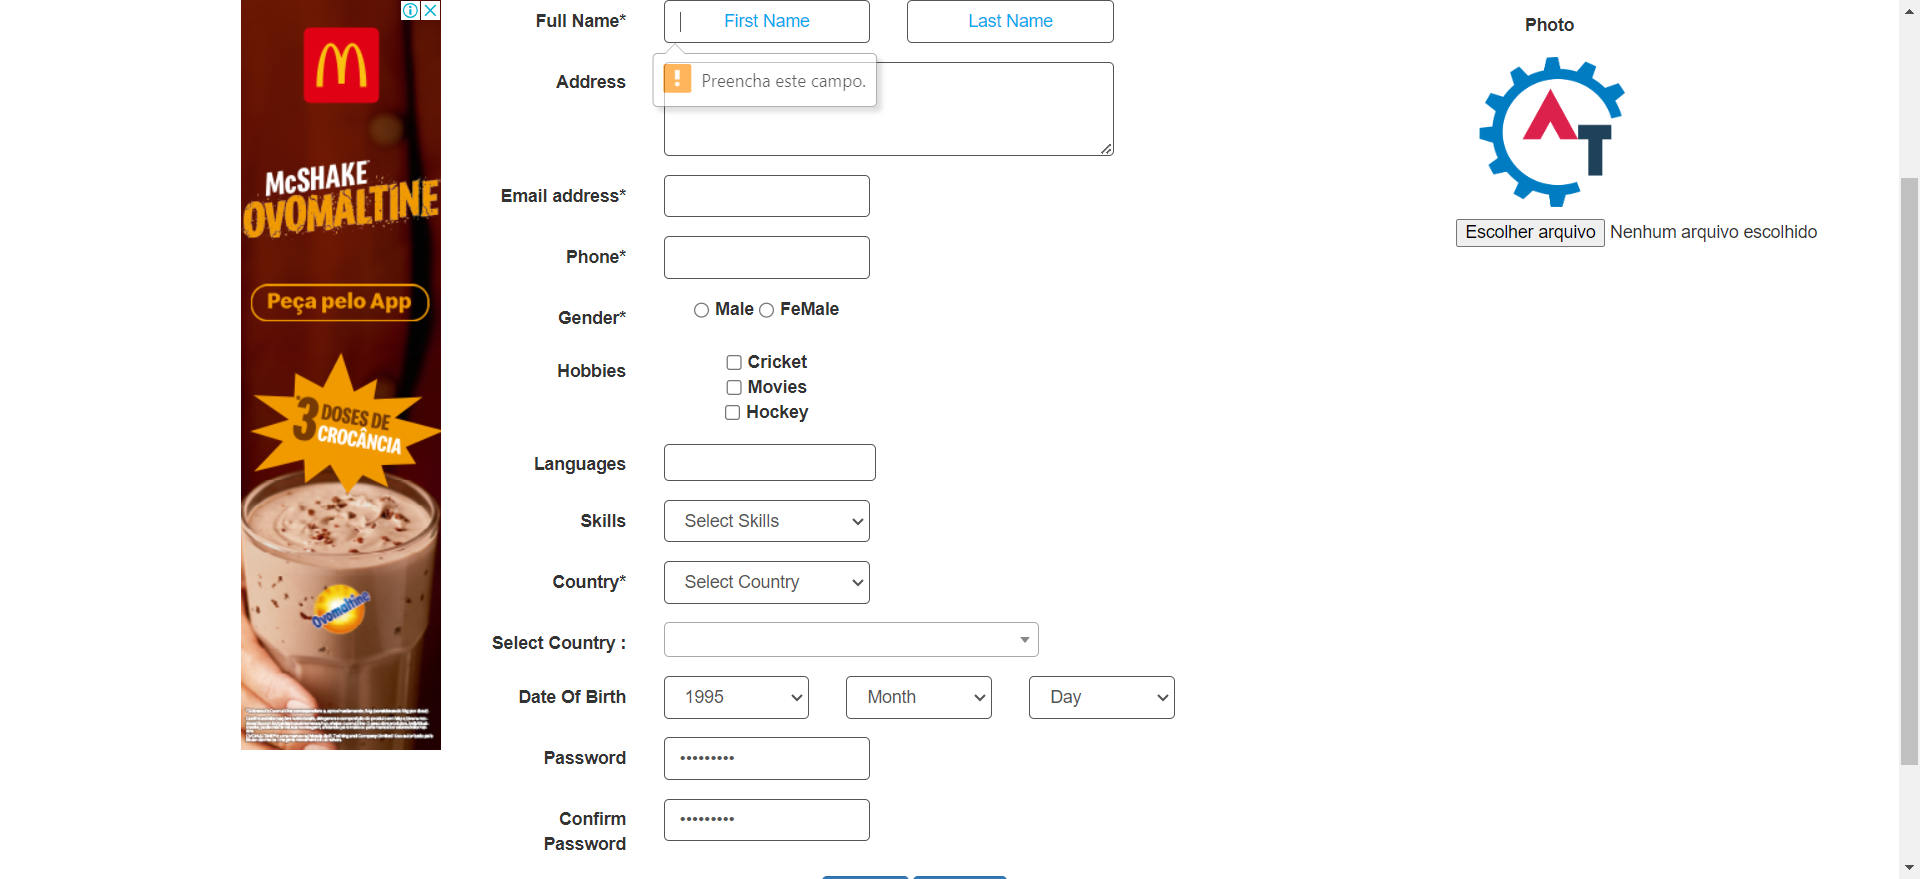 McSHAKE
OVOMALTINE
Peça pelo App
*3 DOSES DE
CROCÂNCIA
Ovomaltine
Full Name*
First Name
Last Name
Preencha este campo.
Address
Email address*
Phone*
Gender*
Male
FeMale
Hobbies
Cricket
Movies
Hockey
Languages
Skills
Select Skills
Country*
Select Country
Select Country :
Date Of Birth
1995
Month
Day
Password
•••••••••
Confirm
Password
•••••••••
Photo
AT
Escolher arquivo
Nenhum arquivo escolhido